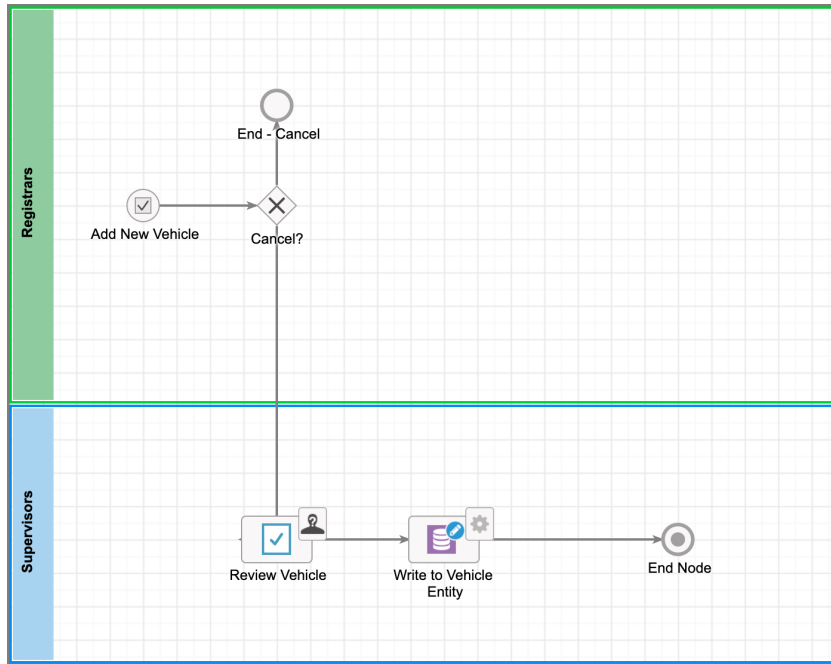 Registrars
End - Cancel
Add New Vehicle
Cancel?
Supervisors
Review Vehicle
Write to Vehicle
Entity
End Node